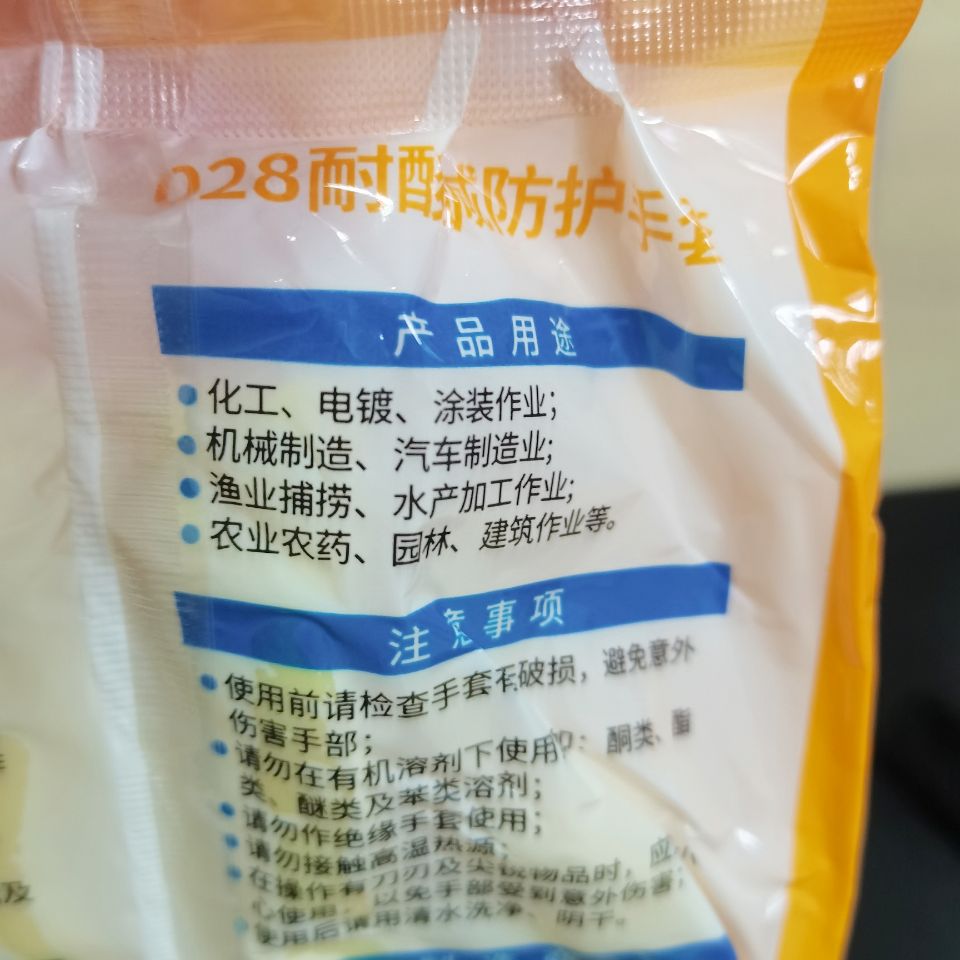 028耐酸碱防护手套
产品用途
化工、电镀、涂装作业；
机械制造、汽车制造业；
渔业捕捞、水产加工作业；
农业农药、园林、建筑作业等。
注意事项
使用前请检查手套有破损，避免意外
伤害手部；
请勿在有机溶剂下使用如：酮类、脂
类、醚类及苯类溶剂；
请勿作绝缘手套使用；
请勿接触高温热源；
在操作有刀刃及尖锐物品时，应小
心使用，以免手部受到意外伤害；
使用后请用清水洗净、阴干。
及